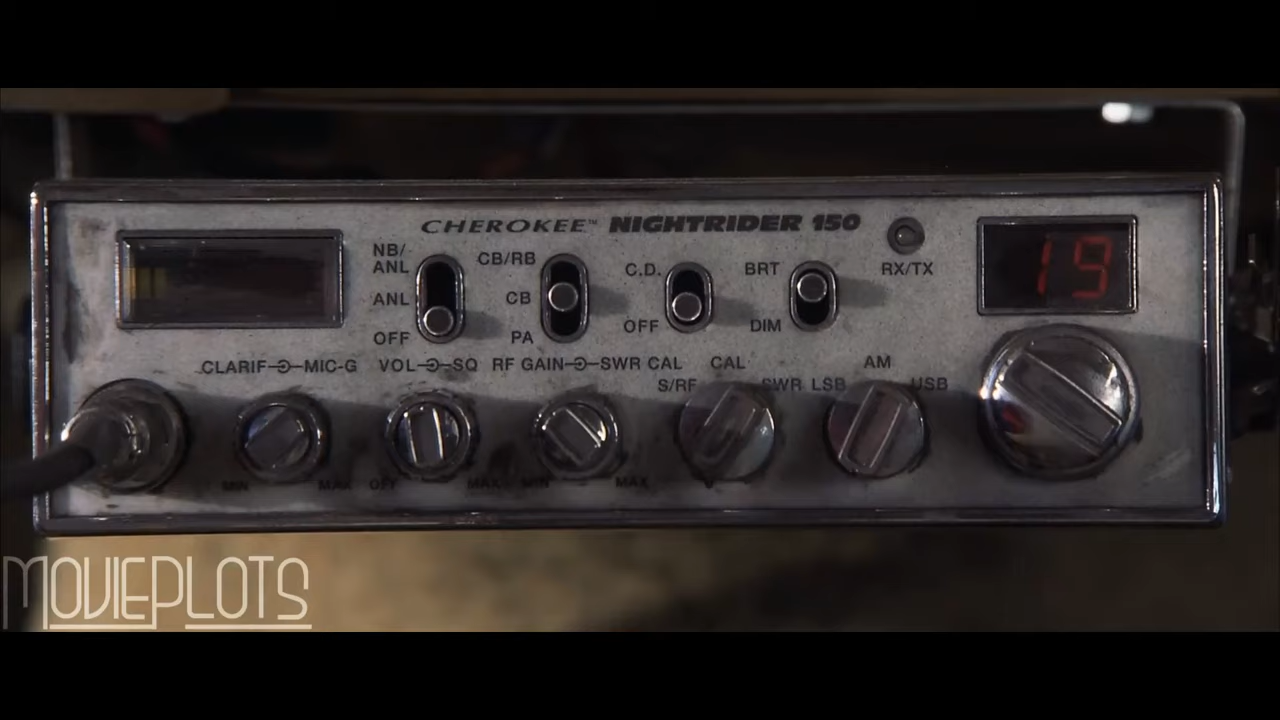 CHEROKEE™ NIGHTRIDER 150
NB/
ANL
ANL
OFF
CB/RB
CB
PA
C.D.
OFF
BRT
DIM
RX/TX
19
CLARIF MIC-G
VOL SQ
RF GAIN SWR CAL
S/RF
CAL
SWR
LSB
AM
USB
MIN
MAX
OFF
MAX
MIN
MAX
MOVIEPLOTS